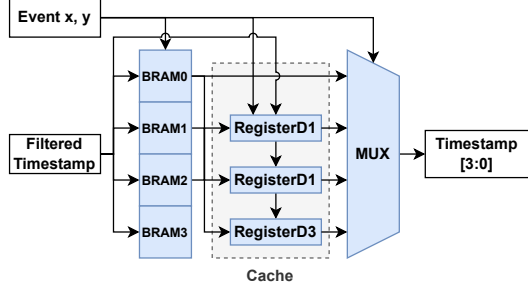 Event x, y
BRAM0
BRAM1
RegisterD1
Filtered
Timestamp
MUX
Timestamp
[3:0]
BRAM2
RegisterD1
BRAM3
RegisterD3
Cache